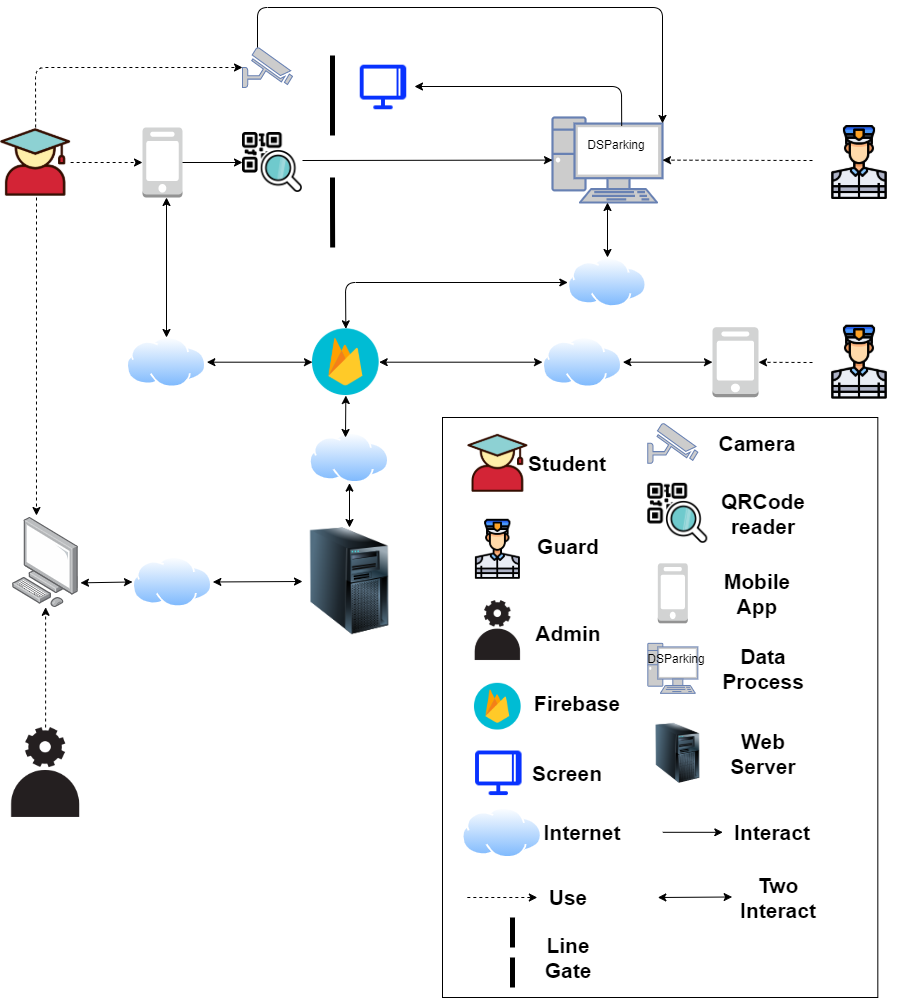 DSParking
Student
Camera
QRCode
reader
Guard
Mobile
App
Admin
DSParking
Data
Process
Firebase
Web
Server
Screen
Internet
Interact
Use
Two
Interact
Line
Gate